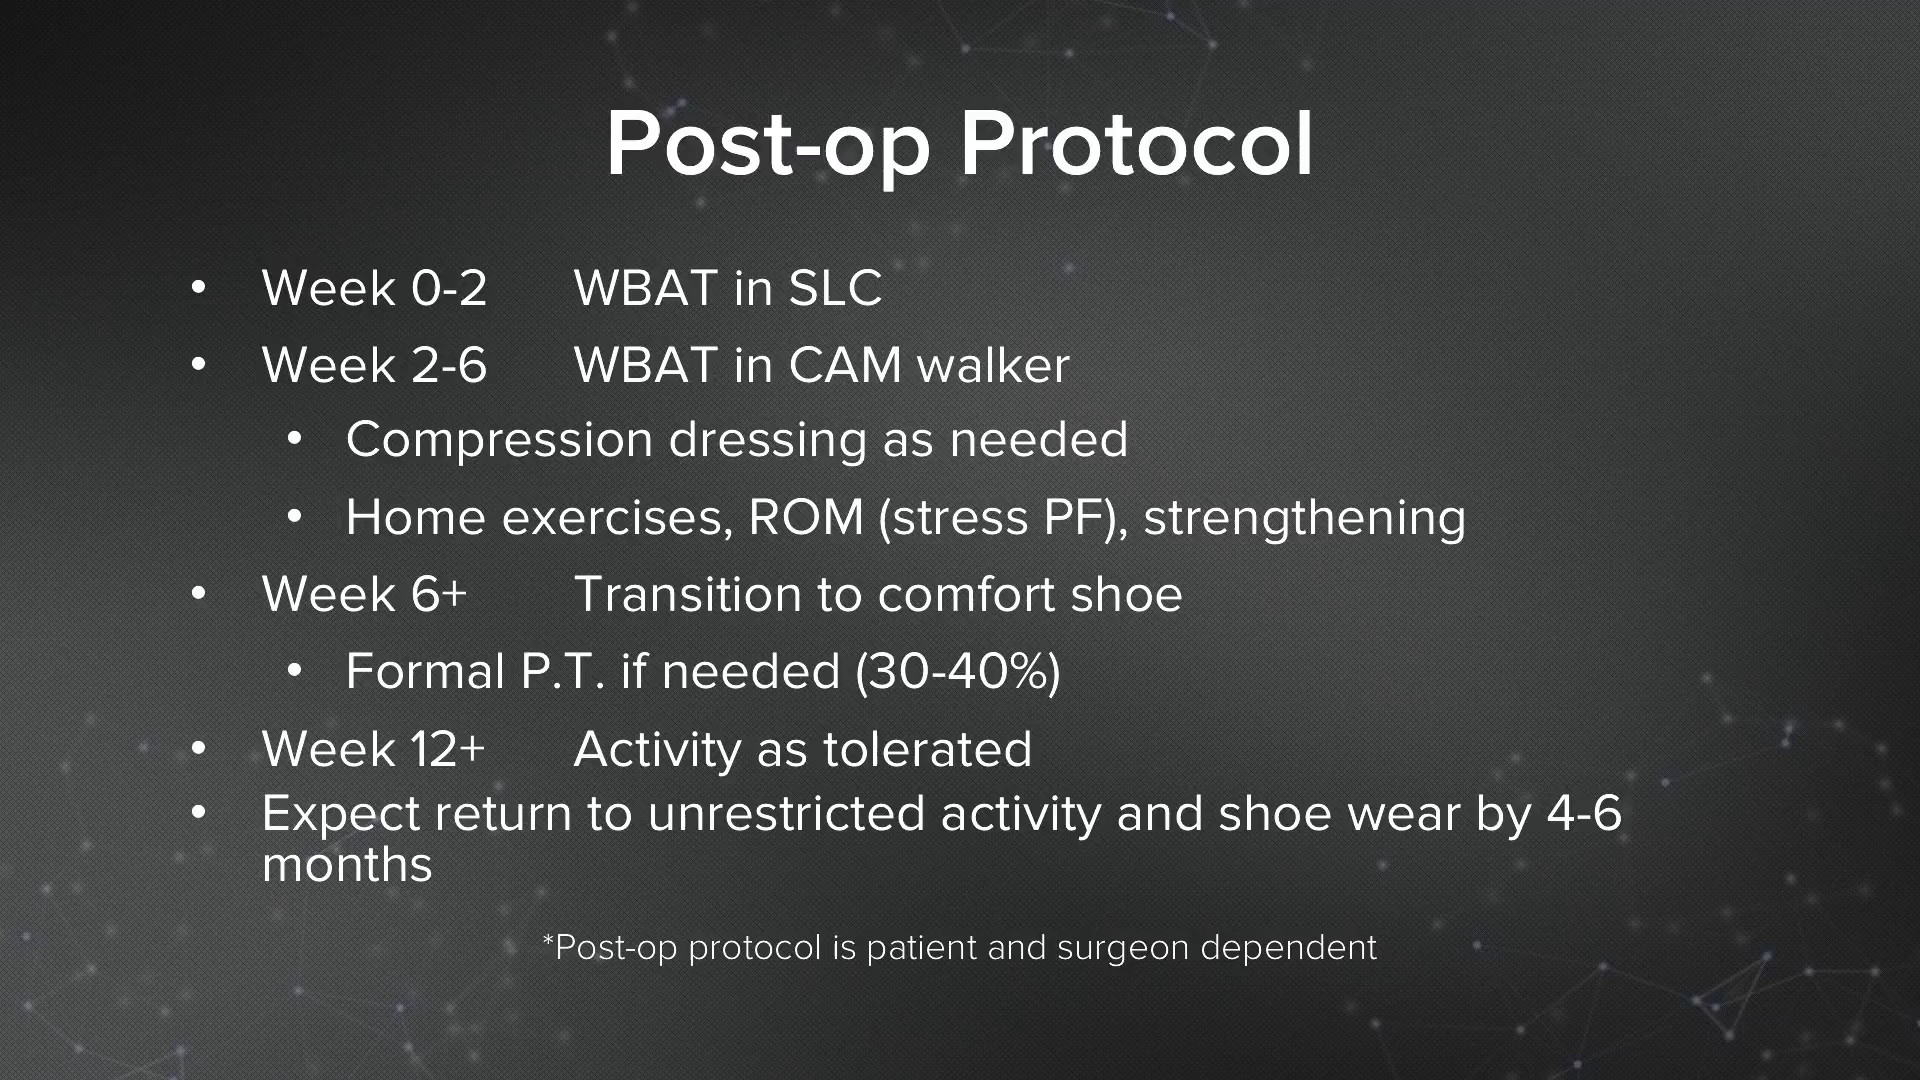 Post-op Protocol
• Week 0-2 WBAT in SLC
• Week 2-6 WBAT in CAM walker
• Compression dressing as needed
• Home exercises, ROM (stress PF), strengthening
• Week 6+ Transition to comfort shoe
• Formal P.T. if needed (30-40%)
• Week 12+ Activity as tolerated
• Expect return to unrestricted activity and shoe wear by 4-6
months
*Post-op protocol is patient and surgeon dependent